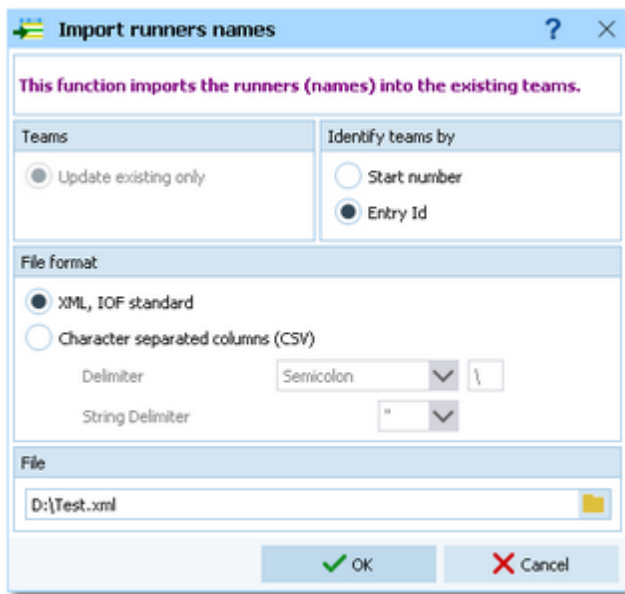 Import runners names ?
This function imports the runners (names) into the existing teams.
Teams
Update existing only
Identify teams by
Start number
Entry Id
File format
XML, IOF standard
Character separated columns (CSV)
Delimiter Semicolon \
String Delimiter "
File
D:\Test.xml
OK Cancel